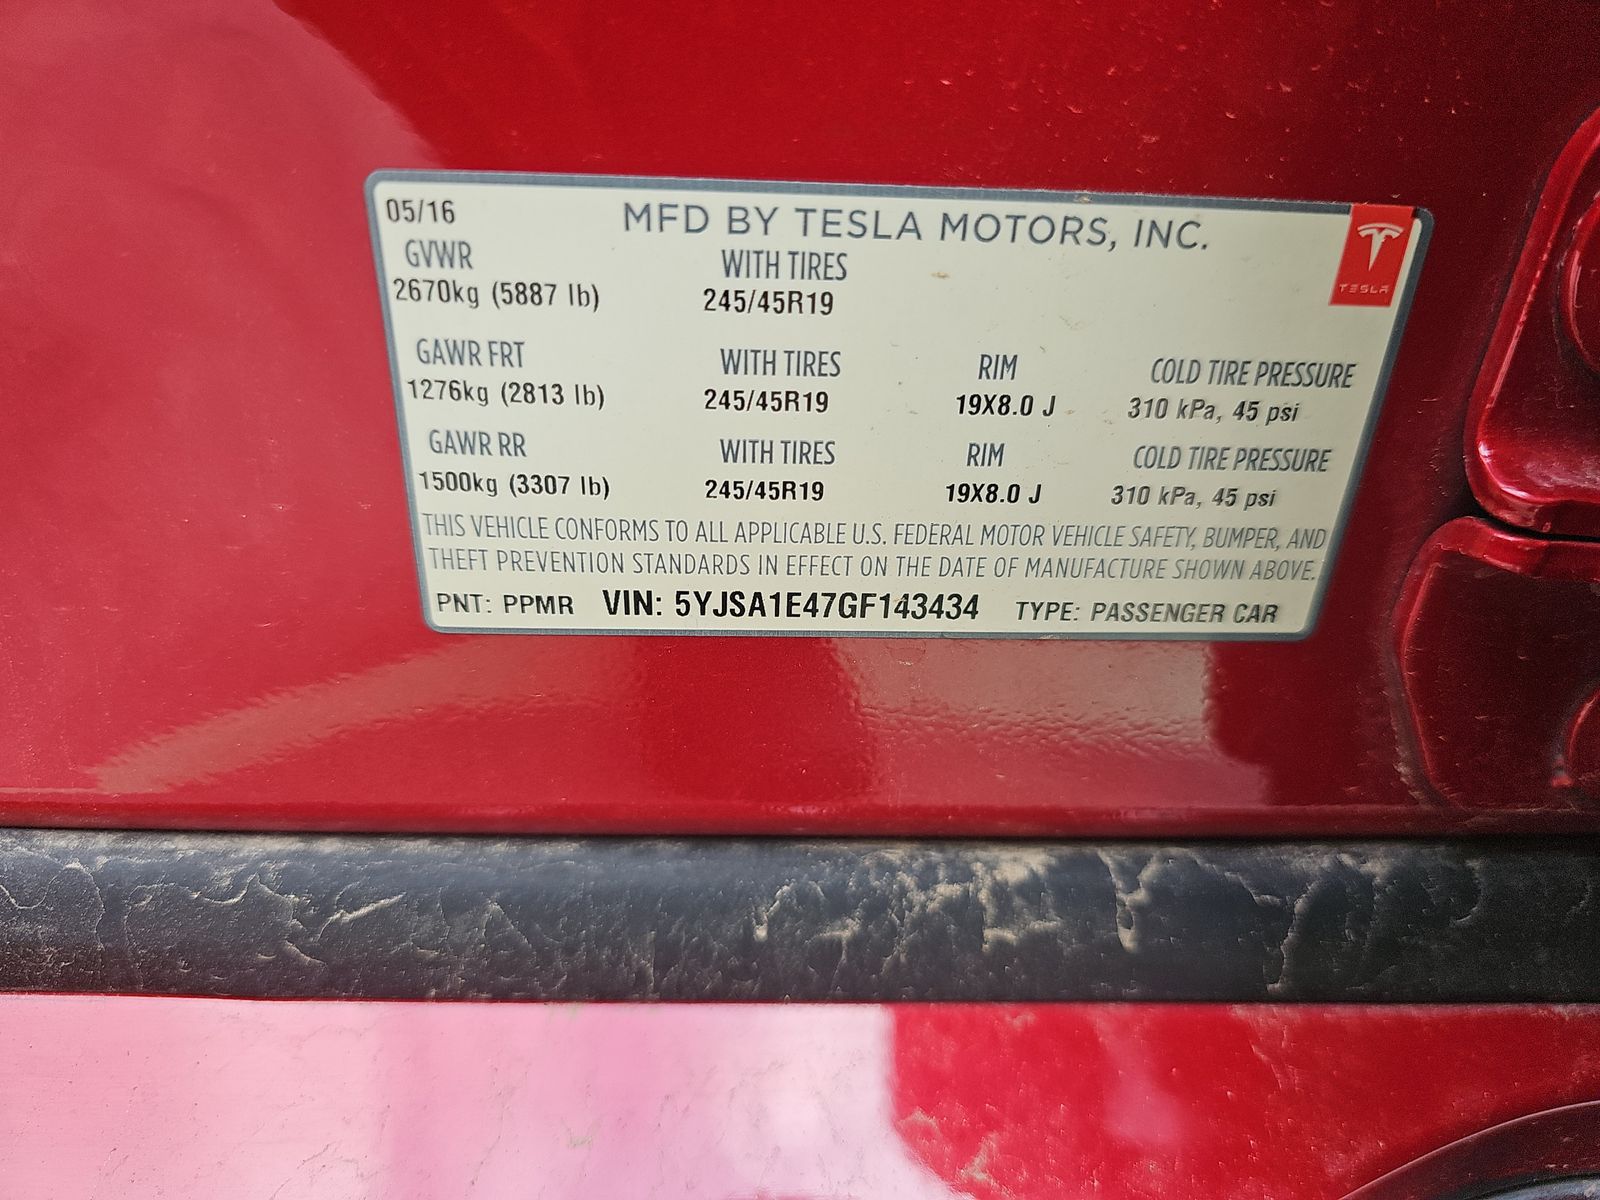 05/16 MFD BY TESLA MOTORS, INC.
TESLA
GVWR WITH TIRES
2670kg (5887 lb) 245/45R19
GAWR FRT WITH TIRES RIM COLD TIRE PRESSURE
1276kg (2813 lb) 245/45R19 19X8.0 J 310 kPa, 45 psi
GAWR RR WITH TIRES RIM COLD TIRE PRESSURE
1500kg (3307 lb) 245/45R19 19X8.0 J 310 kPa, 45 psi
THIS VEHICLE CONFORMS TO ALL APPLICABLE U.S. FEDERAL MOTOR VEHICLE SAFETY, BUMPER, AND
THEFT PREVENTION STANDARDS IN EFFECT ON THE DATE OF MANUFACTURE SHOWN ABOVE.
PNT: PPMR VIN: 5YJSA1E47GF143434 TYPE: PASSENGER CAR